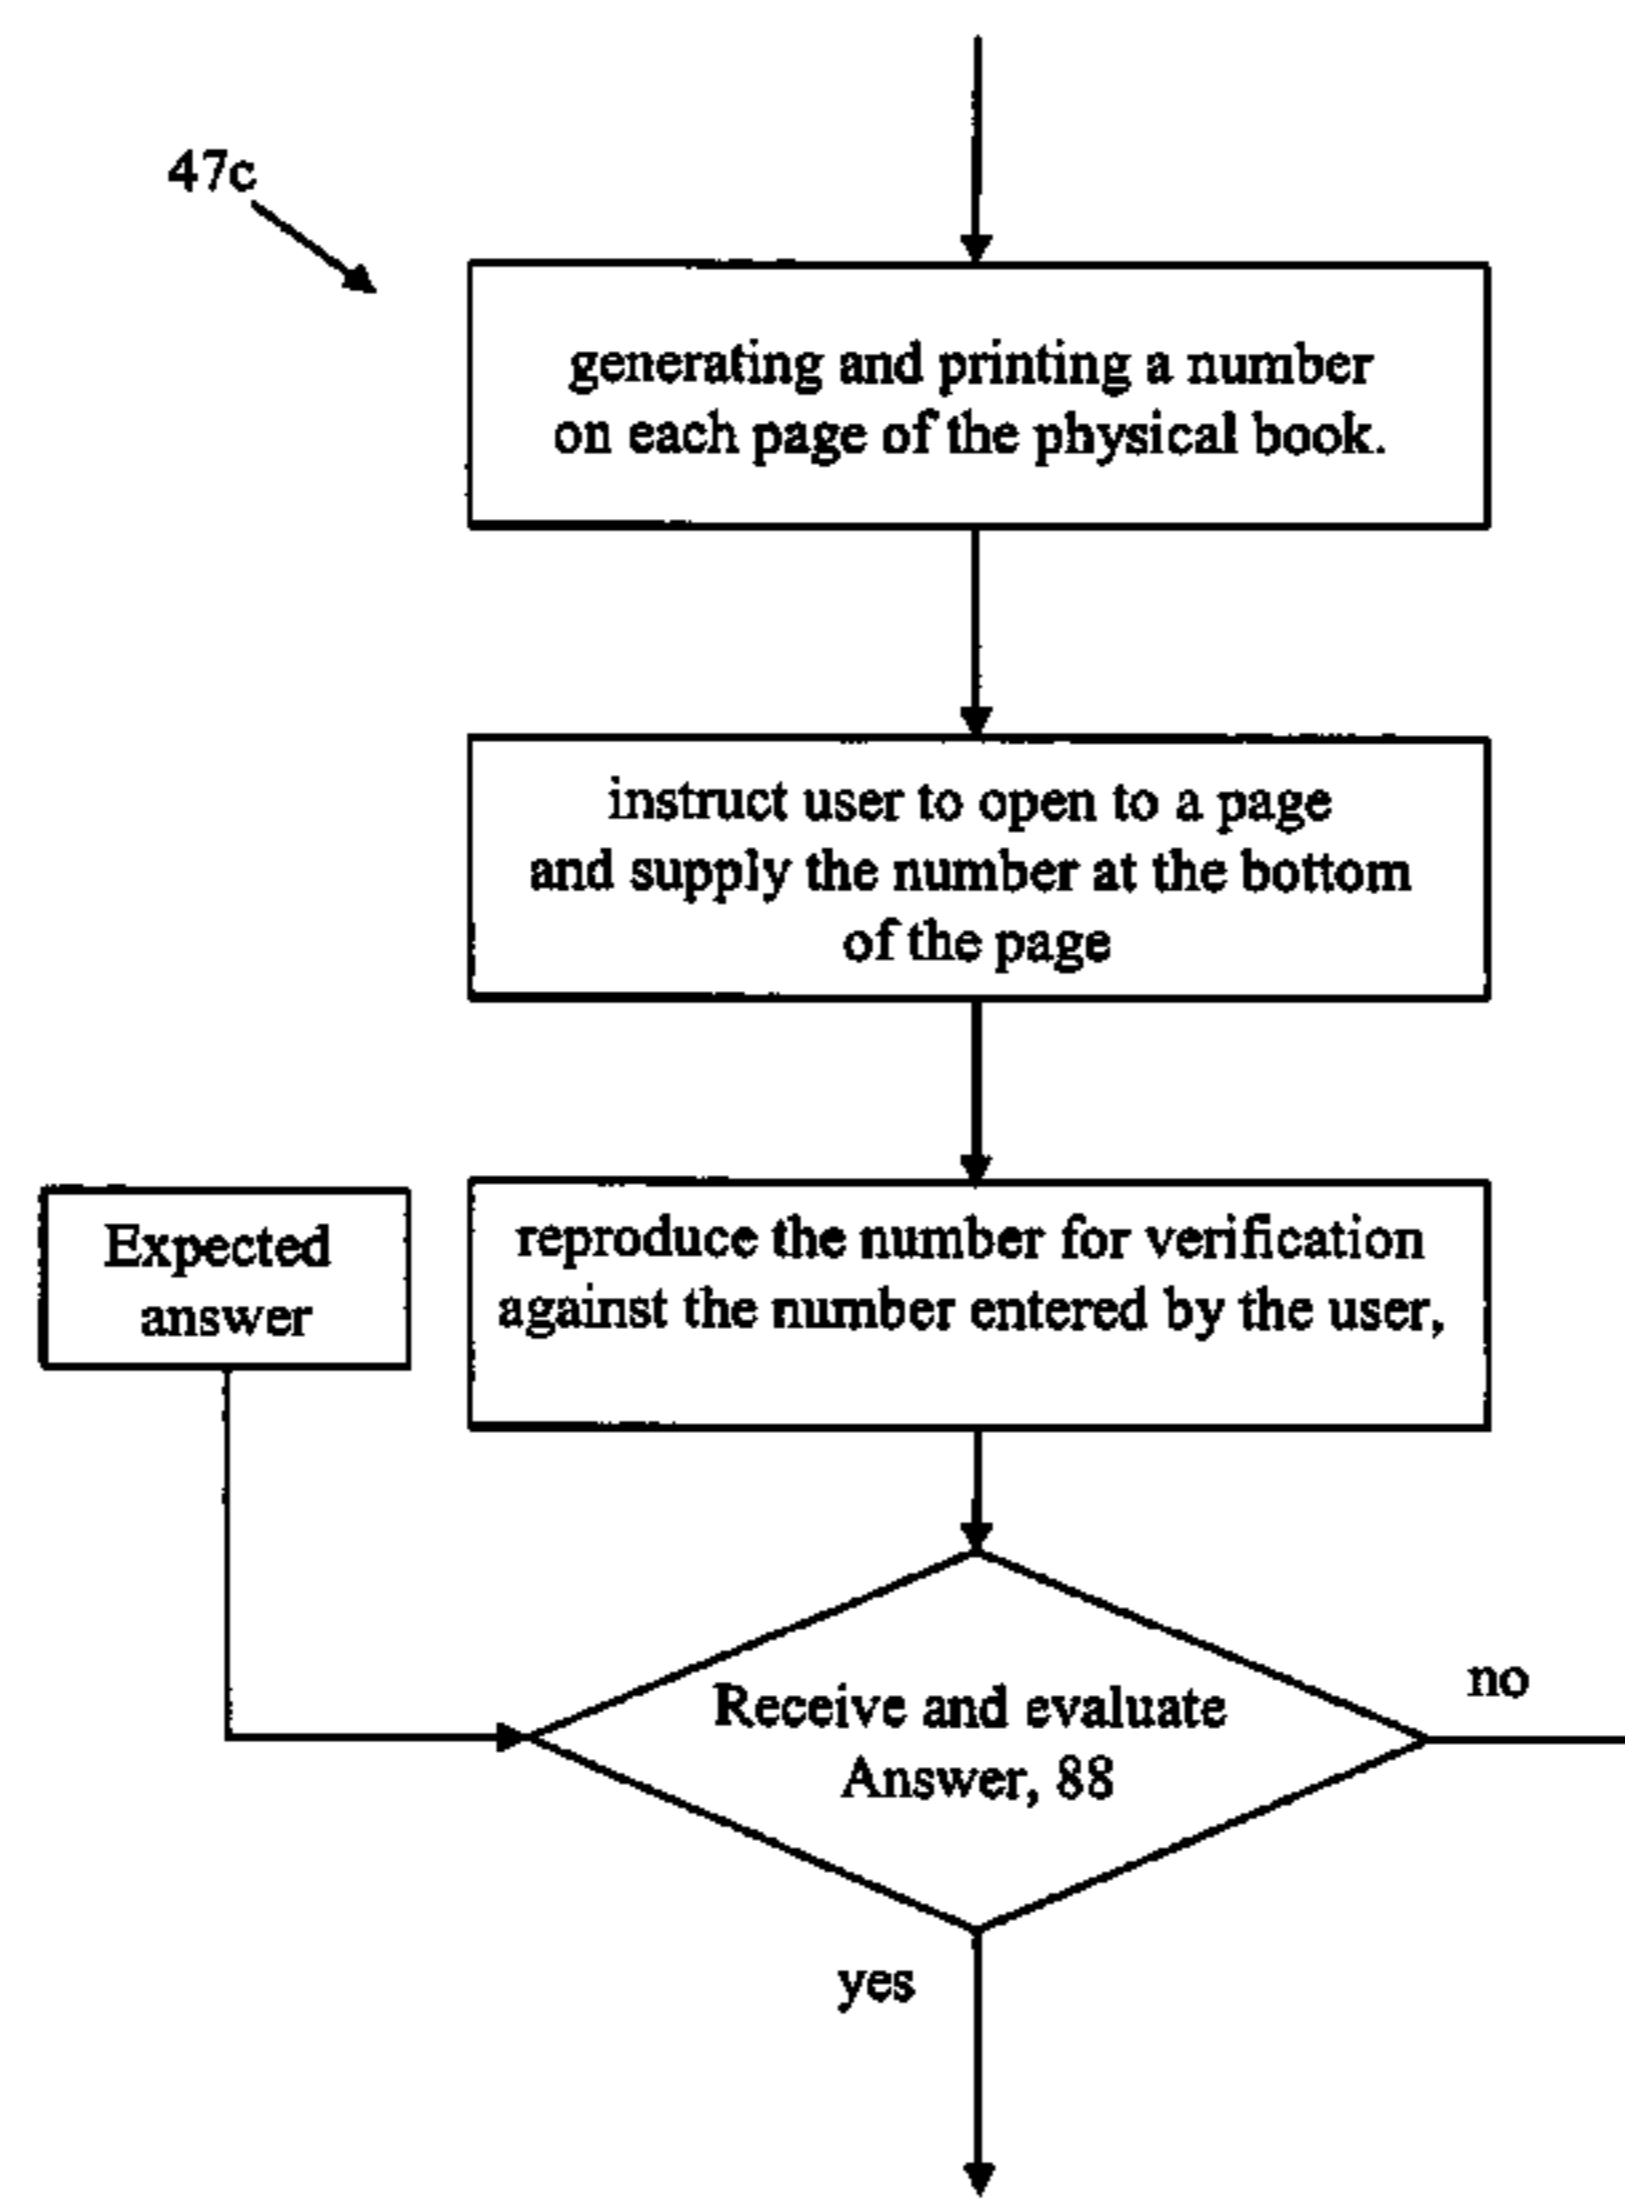 47c
generating and printing a number
on each page of the physical book.
instruct user to open to a page
and supply the number at the bottom
of the page
Expected
answer
reproduce the number for verification
against the number entered by the user,
Receive and evaluate
Answer, 88
no
yes